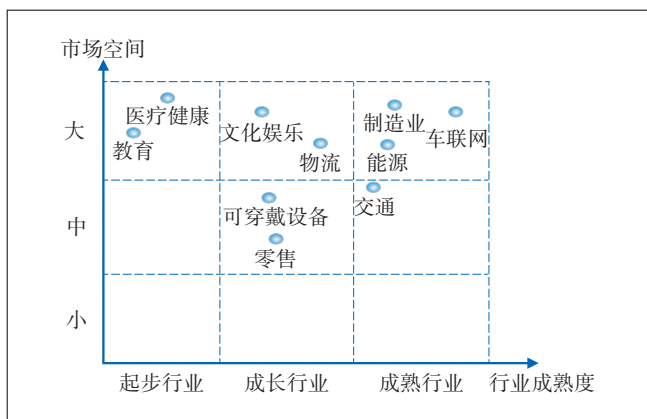 市场空间
大
医疗健康
教育
文化娱乐
物流
制造业
车联网
能源
中
可穿戴设备
零售
交通
小
起步行业
成长行业
成熟行业
行业成熟度